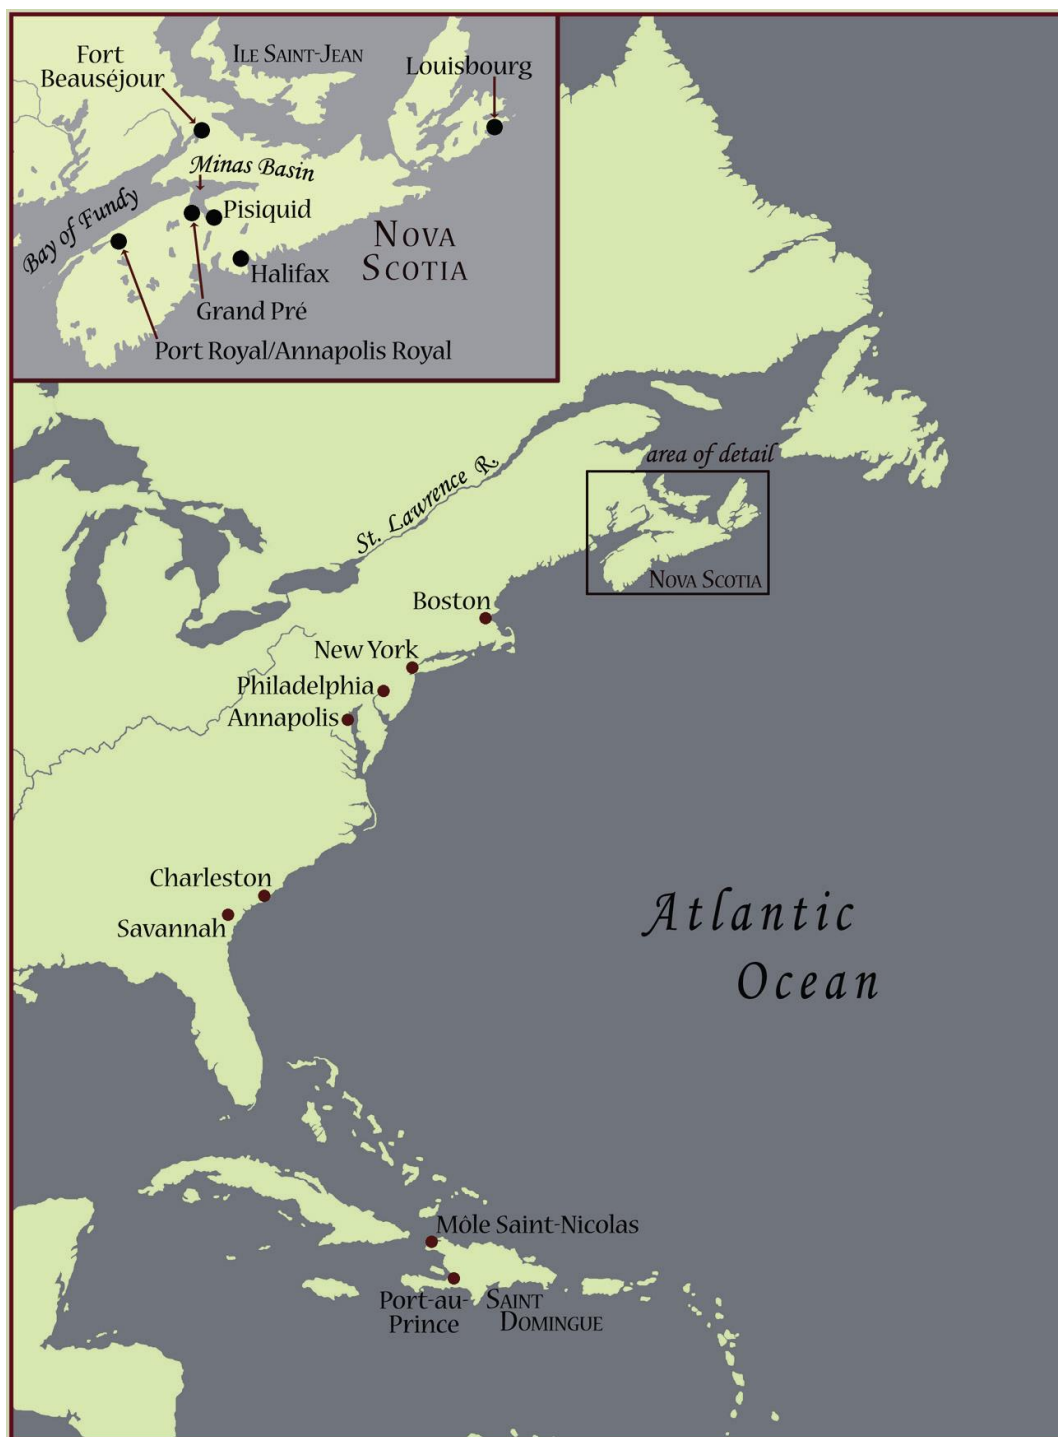 Fort
Beauséjour
ILE SAINT-JEAN
Louisbourg
Minas Basin
Bay of Fundy
Pisiquid
NOVA
SCOTIA
Halifax
Grand Pré
Port Royal/Annapolis Royal
area of detail
St. Lawrence R.
NOVA SCOTIA
Boston
New York
Philadelphia
Annapolis
Charleston
Savannah
Atlantic
Ocean
Môle Saint-Nicolas
Port-au-
Prince
SAINT
DOMINGUE